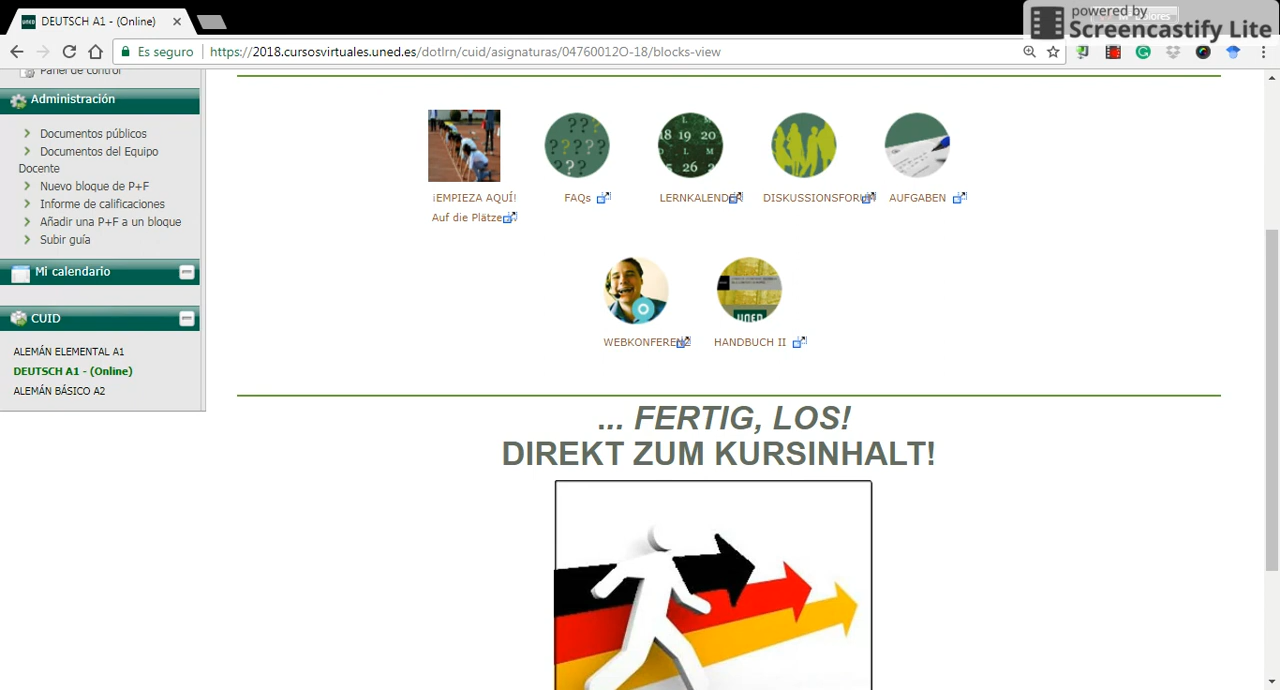 DEUTSCH A1 - (Online)
powered by
Screencastify Lite
Es seguro
https://2018.cursosvirtuales.uned.es/dotlrn/cuid/asignaturas/04760012O-18/blocks-view
Panel de control
Administración
Documentos públicos
Documentos del Equipo
Docente
Nuevo bloque de P+F
Informe de calificaciones
Añadir una P+F a un bloque
Subir guía
Mi calendario
CUID
ALEMÁN ELEMENTAL A1
DEUTSCH A1 - (Online)
ALEMÁN BÁSICO A2
¡EMPIEZA AQUÍ!
Auf die Plätze
FAQs
LERNKALENDER
DISKUSSIONSFORUM
AUFGABEN
WEBKONFERENZ
HANDBUCH II
... FERTIG, LOS!
DIREKT ZUM KURSINHALT!